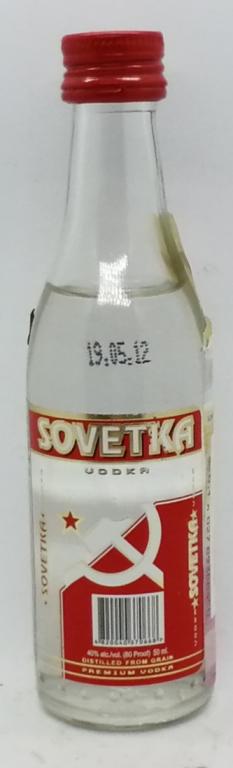 19.05.12
SOVETKA
VODKA
SOVETKA
SOVETKA
VODKA
40% alc./vol. (80 Proof) 50 ml.
DISTILLED FROM GRAIN
PREMIUM VODKA